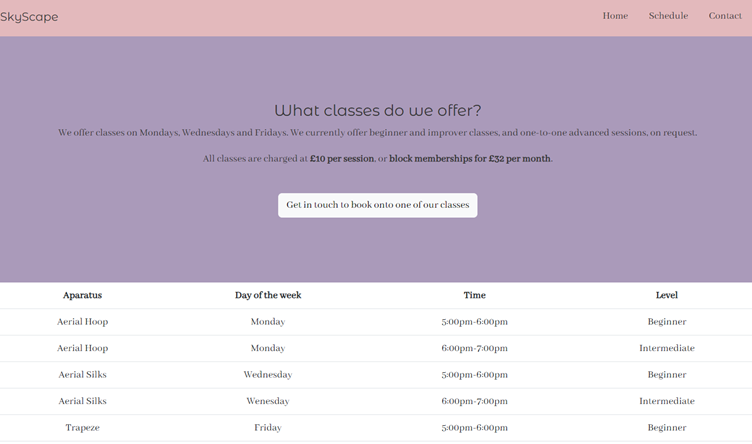 SkyScape Home Schedule Contact
What classes do we offer?
We offer classes on Mondays, Wednesdays and Fridays. We currently offer beginner and improver classes, and one-to-one advanced sessions, on request.
All classes are charged at £10 per session, or block memberships for £32 per month.
Get in touch to book onto one of our classes
Aparatus Day of the week Time Level
Aerial Hoop Monday 5:00pm-6:00pm Beginner
Aerial Hoop Monday 6:00pm-7:00pm Intermediate
Aerial Silks Wednesday 5:00pm-6:00pm Beginner
Aerial Silks Wenesday 6:00pm-7:00pm Intermediate
Trapeze Friday 5:00pm-6:00pm Beginner